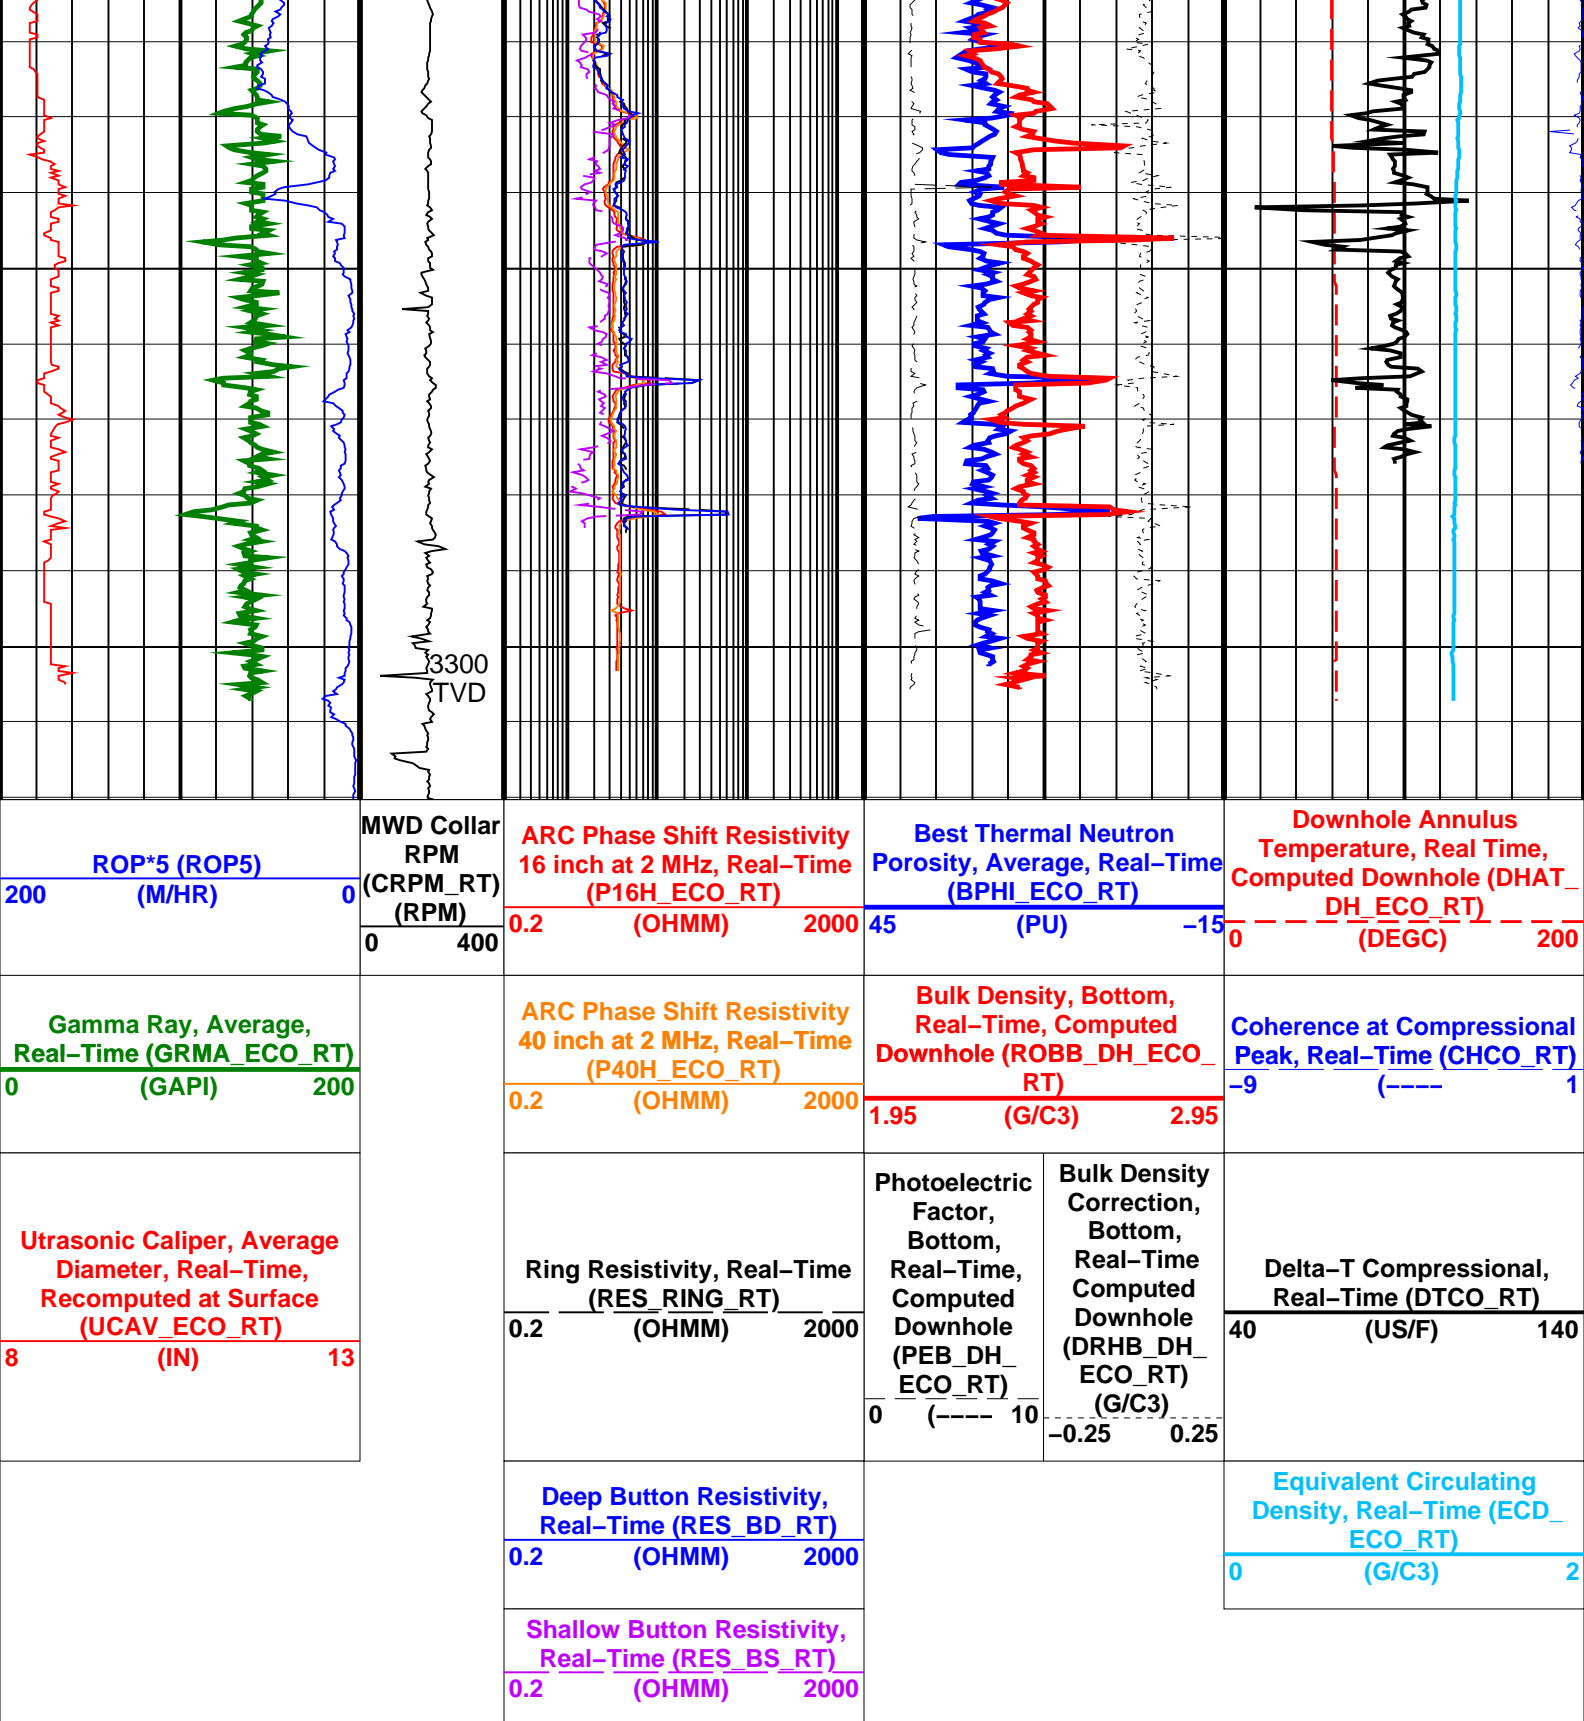 3300
TVD
ROP*5 (ROP5)
200 (M/HR) 0
MWD Collar
RPM
(CRPM_RT)
(RPM)
0 400
ARC Phase Shift Resistivity
16 inch at 2 MHz, Real–Time
(P16H_ECO_RT)
0.2 (OHMM) 2000
Best Thermal Neutron
Porosity, Average, Real–Time
(BPHI_ECO_RT)
45 (PU) –15
Downhole Annulus
Temperature, Real Time,
Computed Downhole (DHAT_
DH_ECO_RT)
0 (DEGC) 200
Gamma Ray, Average,
Real–Time (GRMA_ECO_RT)
0 (GAPI) 200
ARC Phase Shift Resistivity
40 inch at 2 MHz, Real–Time
(P40H_ECO_RT)
0.2 (OHMM) 2000
Bulk Density, Bottom,
Real–Time, Computed
Downhole (ROBB_DH_ECO_
RT)
1.95 (G/C3) 2.95
Coherence at Compressional
Peak, Real–Time (CHCO_RT)
–9 (–––– 1
Utrasonic Caliper, Average
Diameter, Real–Time,
Recomputed at Surface
(UCAV_ECO_RT)
8 (IN) 13
Ring Resistivity, Real–Time
(RES_RING_RT)
0.2 (OHMM) 2000
Photoelectric
Factor,
Bottom,
Real–Time,
Computed
Downhole
(PEB_DH_
ECO_RT)
0 (–––– 10
Bulk Density
Correction,
Bottom,
Real–Time
Computed
Downhole
(DRHB_DH_
ECO_RT)
(G/C3)
–0.25 0.25
Delta–T Compressional,
Real–Time (DTCO_RT)
40 (US/F) 140
Deep Button Resistivity,
Real–Time (RES_BD_RT)
0.2 (OHMM) 2000
Equivalent Circulating
Density, Real–Time (ECD_
ECO_RT)
0 (G/C3) 2
Shallow Button Resistivity,
Real–Time (RES_BS_RT)
0.2 (OHMM) 2000